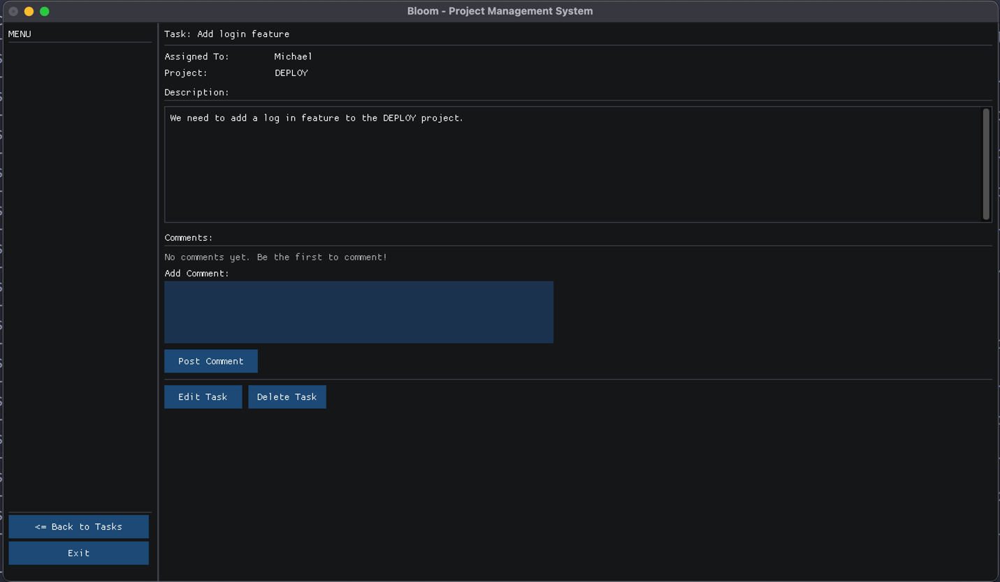 Bloom - Project Management System
MENU
Task: Add login feature
Assigned To: Michael
Project: DEPLOY
Description:
We need to add a log in feature to the DEPLOY project.
Comments:
No comments yet. Be the first to comment!
Add Comment:
Post Comment
Edit Task Delete Task
<= Back to Tasks
Exit